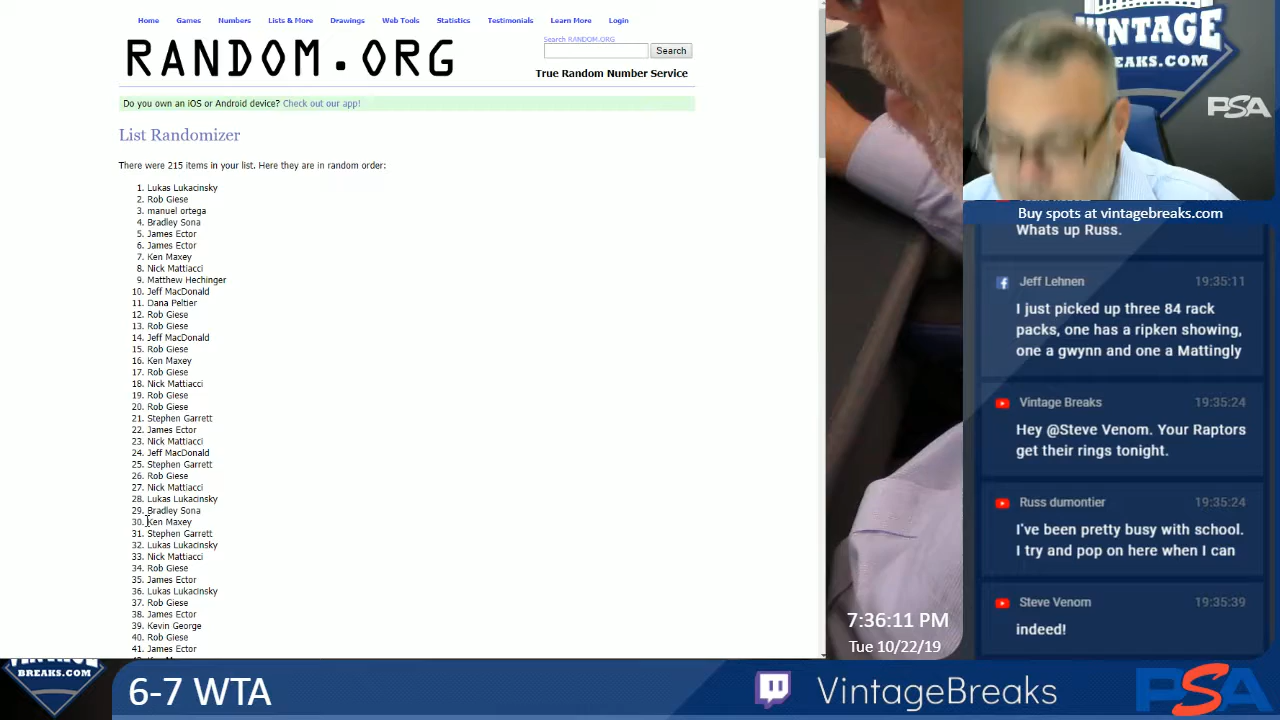 Home Games Numbers Lists & More Drawings Web Tools Statistics Testimonials Learn More Login
RANDOM.ORG
Search RANDOM.ORG
Search
True Random Number Service
Do you own an iOS or Android device? Check out our app!
List Randomizer
There were 215 items in your list. Here they are in random order:
1. Lukas Lukacinsky
2. Rob Giese
3. manuel ortega
4. Bradley Sona
5. James Ector
6. James Ector
7. Ken Maxey
8. Nick Mattiacci
9. Matthew Hechinger
10. Jeff MacDonald
11. Dana Peltier
12. Rob Giese
13. Rob Giese
14. Jeff MacDonald
15. Rob Giese
16. Ken Maxey
17. Rob Giese
18. Nick Mattiacci
19. Rob Giese
20. Rob Giese
21. Stephen Garrett
22. James Ector
23. Nick Mattiacci
24. Jeff MacDonald
25. Stephen Garrett
26. Rob Giese
27. Nick Mattiacci
28. Lukas Lukacinsky
29. Bradley Sona
30. Ken Maxey
31. Stephen Garrett
32. Lukas Lukacinsky
33. Nick Mattiacci
34. Rob Giese
35. James Ector
36. Lukas Lukacinsky
37. Rob Giese
38. James Ector
39. Kevin George
40. Rob Giese
41. James Ector
VINTAGE
BREAKS.COM
PSA
Buy spots at vintagebreaks.com
Whats up Russ.
Jeff Lehnen 19:35:11
I just picked up three 84 rack
packs, one has a ripken showing,
one a gwynn and one a Mattingly
Vintage Breaks 19:35:24
Hey @Steve Venom. Your Raptors
get their rings tonight.
Russ dumontier 19:35:24
I've been pretty busy with school.
I try and pop on here when I can
Steve Venom 19:35:39
indeed!
7:36:11 PM
Tue 10/22/19
VINTAGE
BREAKS.COM
6-7 WTA
VintageBreaks
PSA